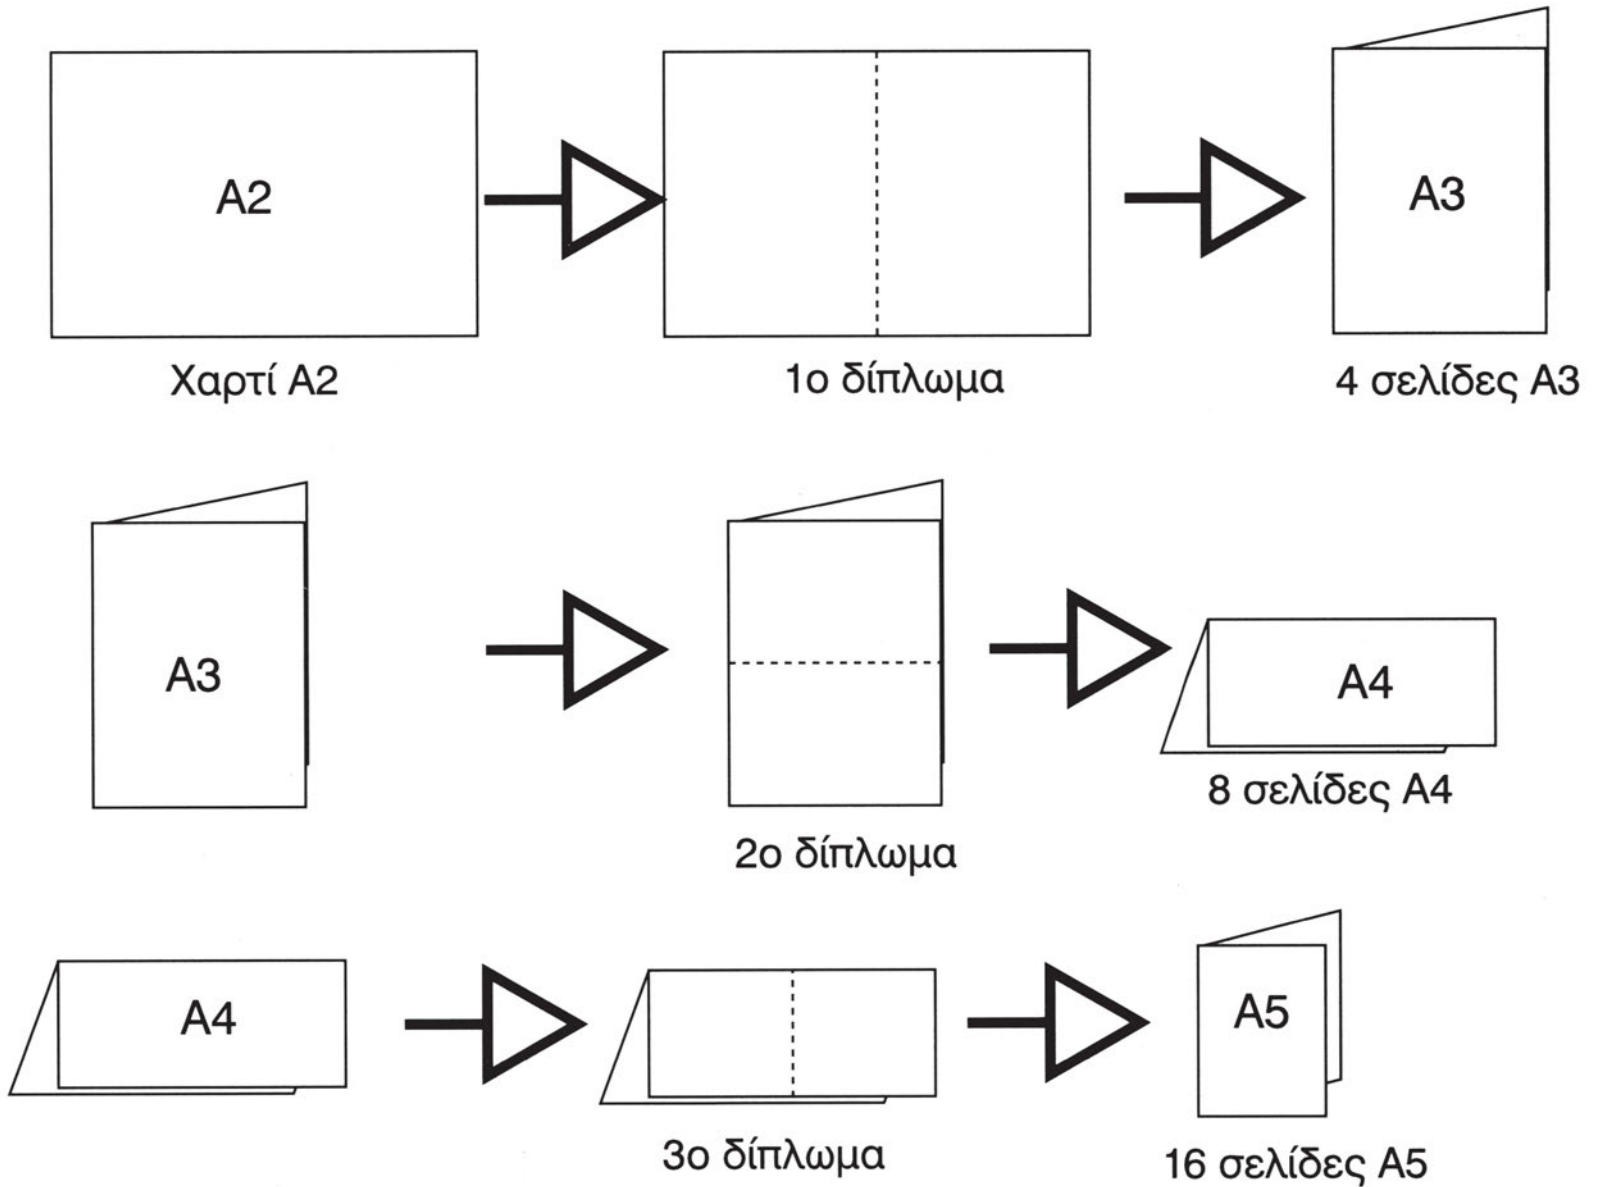 A2
A3
Χαρτί A2
1ο δίπλωμα
4 σελίδες A3
A3
A4
8 σελίδες A4
2ο δίπλωμα
A4
A5
3ο δίπλωμα
16 σελίδες A5